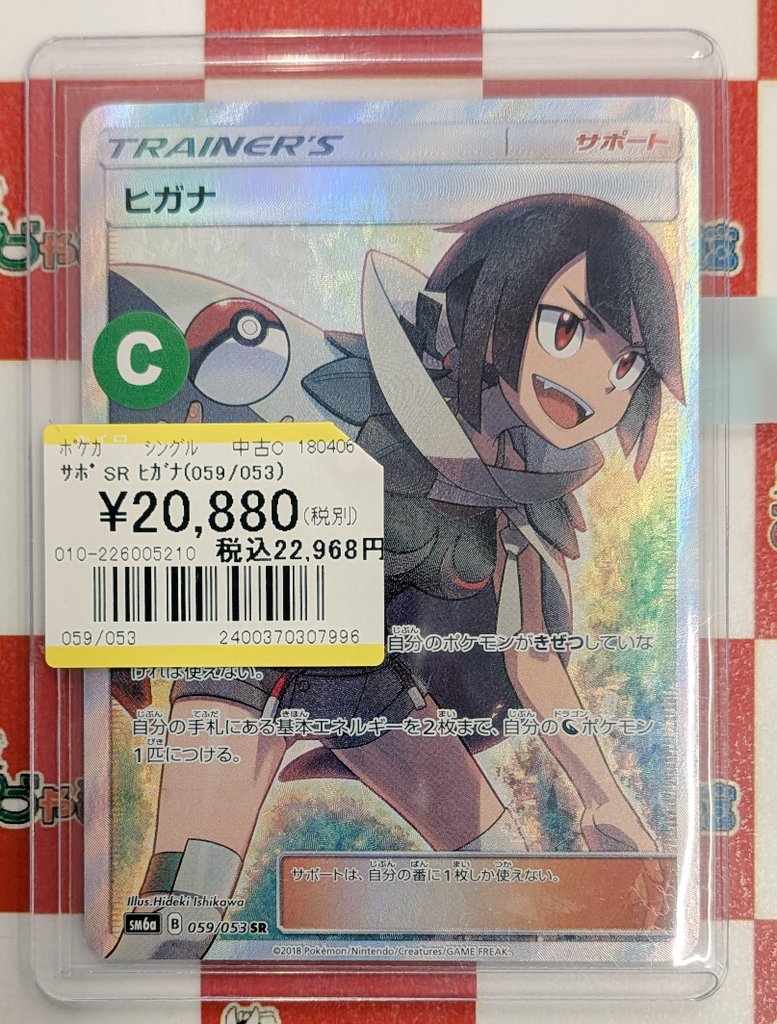 TRAINER'S サポート
ヒガナ
C
ポケカ シングル 中古C 180406
サポ SR ヒガナ(059/053)
¥20,880(税別)
010-226005210 税込22,968円
059/053 2400370307996
自分のポケモンがきぜつしていな
ければ使えない。
自分の手札にある基本エネルギーを2枚まで、自分のポケモン
1匹につける。
サポートは、自分の番に1枚しか使えない。
Illus.Hideki Ishikawa
SM6a B 059/053 SR
©2018 Pokémon/Nintendo/Creatures/GAME FREAK.